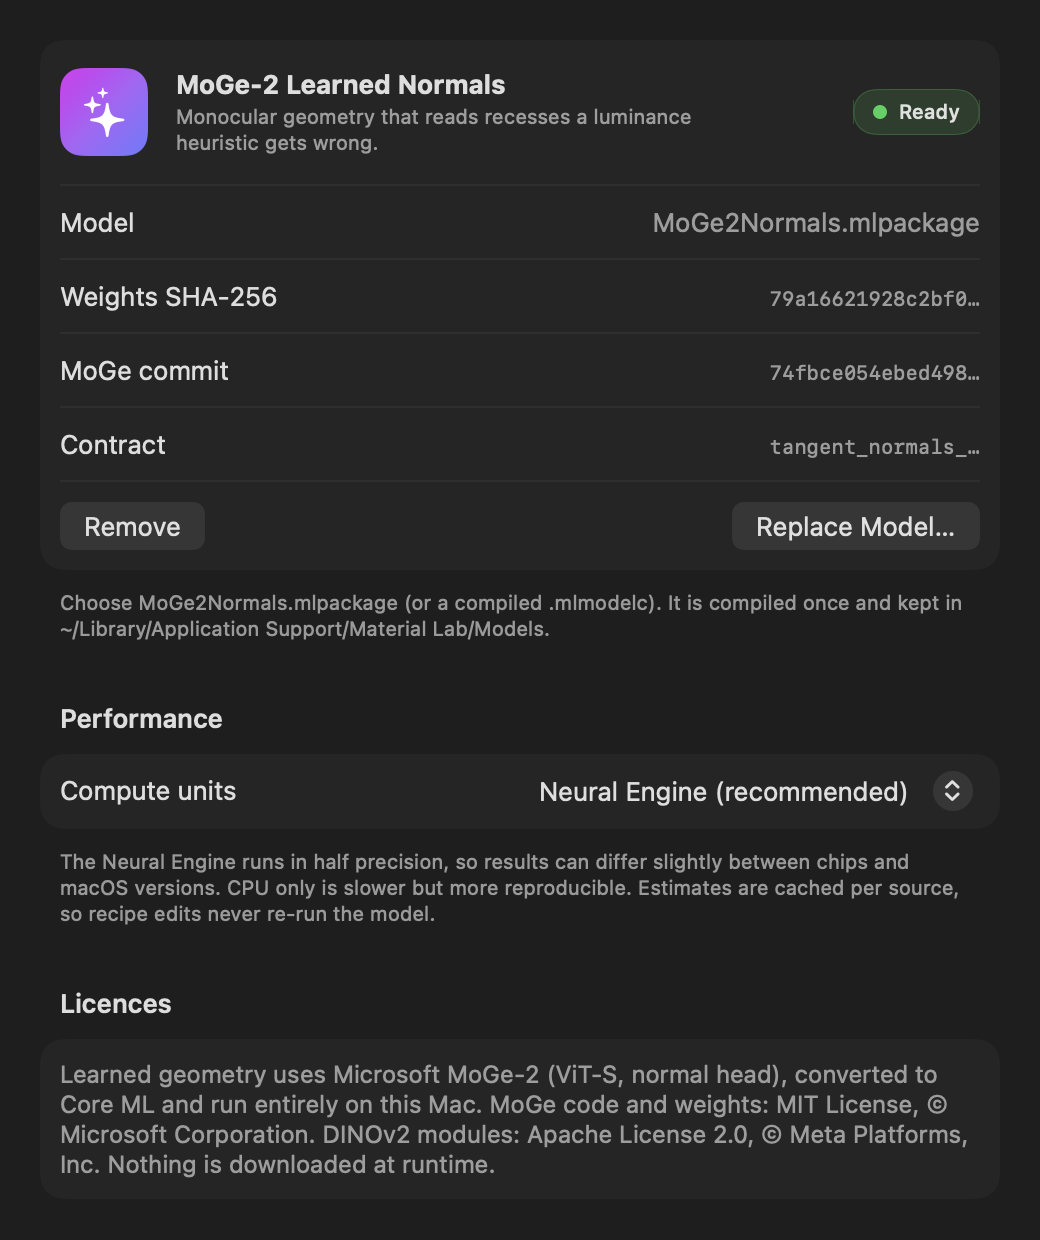 MoGe-2 Learned Normals
Monocular geometry that reads recesses a luminance
heuristic gets wrong.
Ready
Model
MoGe2Normals.mlpackage
Weights SHA-256
79a16621928c2bf0…
MoGe commit
74fbce054ebed498…
Contract
tangent_normals_…
Remove
Replace Model...
Choose MoGe2Normals.mlpackage (or a compiled .mlmodelc). It is compiled once and kept in
~/Library/Application Support/Material Lab/Models.
Performance
Compute units
Neural Engine (recommended)
The Neural Engine runs in half precision, so results can differ slightly between chips and
macOS versions. CPU only is slower but more reproducible. Estimates are cached per source,
so recipe edits never re-run the model.
Licences
Learned geometry uses Microsoft MoGe-2 (ViT-S, normal head), converted to
Core ML and run entirely on this Mac. MoGe code and weights: MIT License, ©
Microsoft Corporation. DINOv2 modules: Apache License 2.0, © Meta Platforms,
Inc. Nothing is downloaded at runtime.